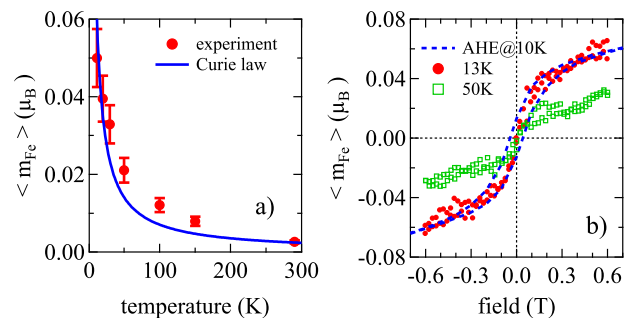 experiment
Curie law
0.06
0.04
0.02
0.00
< m_Fe > (μ_B)
a)
0 100 200 300
temperature (K)
AHE@10K
13K
50K
0.08
0.04
0.00
-0.04
-0.08
< m_Fe > (μ_B)
b)
-0.6 -0.3 0.0 0.3 0.6
field (T)